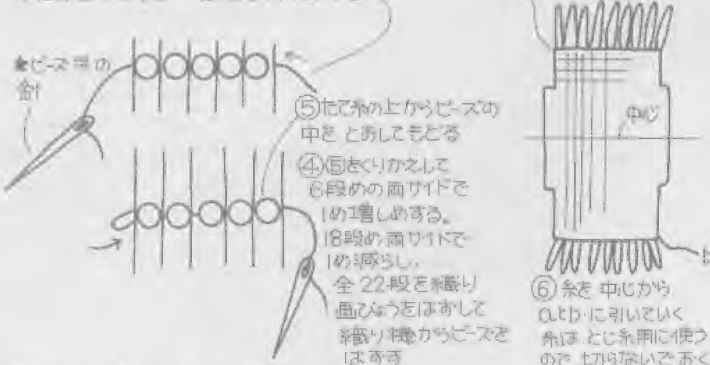 ★ビーズ用の
針
⑤たて糸の上からビーズの
中を とおしてもどる
④⑤をくりかえして
6段めの両サイドで
1め増しめする。
18段め両サイドで
1め減らし、
全22段を織り
画びょうをはずして
織り機からビーズを
はずす
中心
⑥ 糸を 中心から
a.とb.に引いていく
糸は とじ糸用に使う
ので 切らないでおく
b